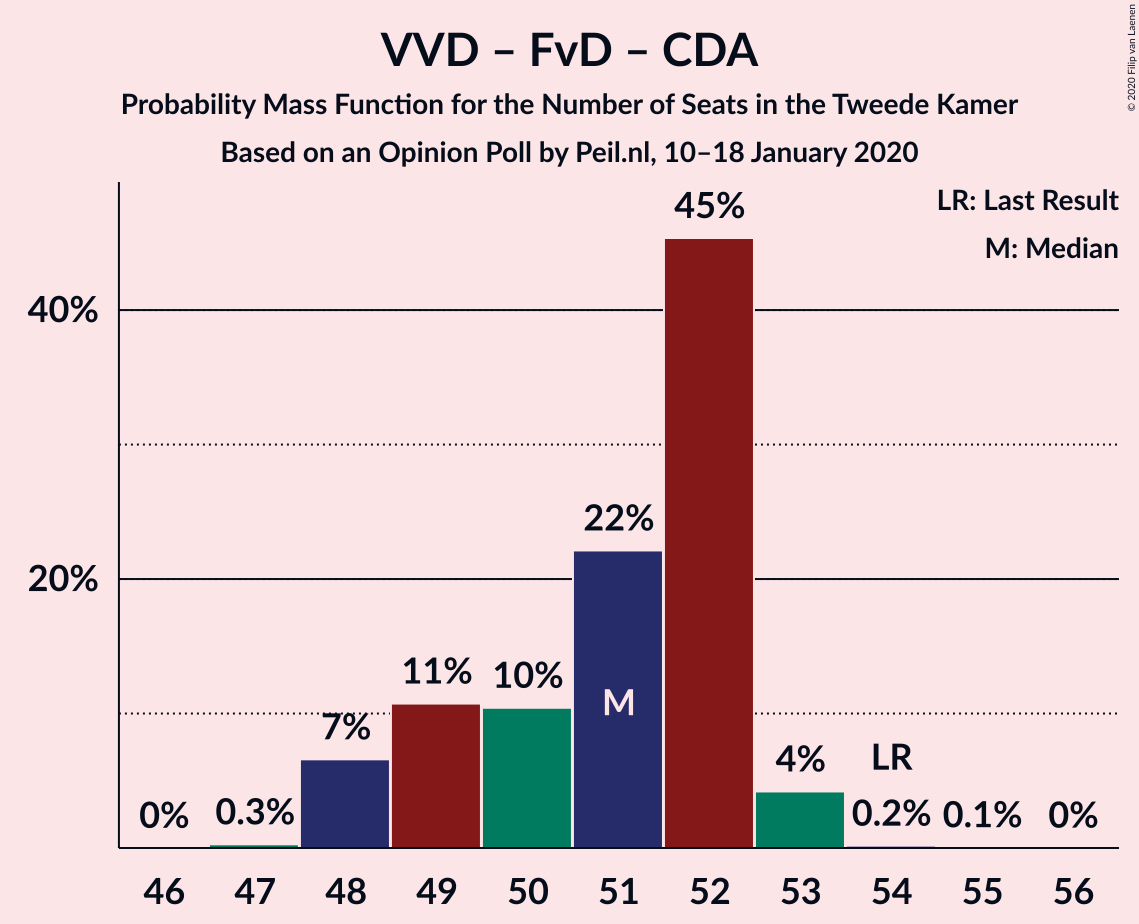 VVD – FvD – CDA
Probability Mass Function for the Number of Seats in the Tweede Kamer
Based on an Opinion Poll by Peil.nl, 10–18 January 2020
© 2020 Filip van Laenen
LR: Last Result
M: Median
40%
20%
0%
0.3%
7%
11%
10%
22%
M
45%
4%
LR
0.2%
0.1%
0%
46 47 48 49 50 51 52 53 54 55 56